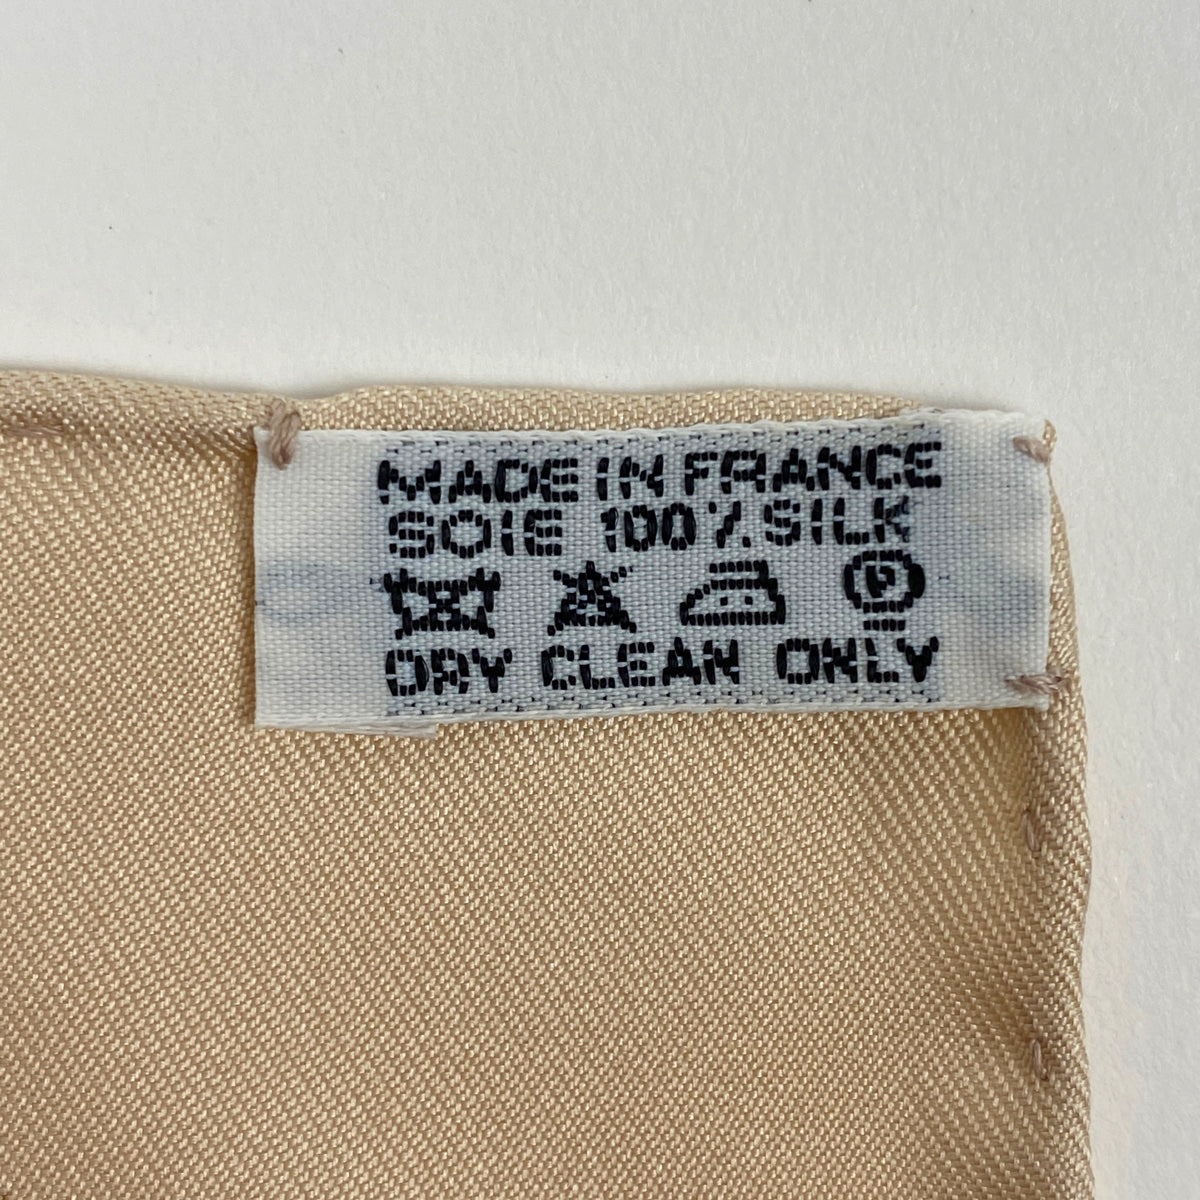 MADE IN FRANCE
SOIE 100% SILK
P
DRY CLEAN ONLY